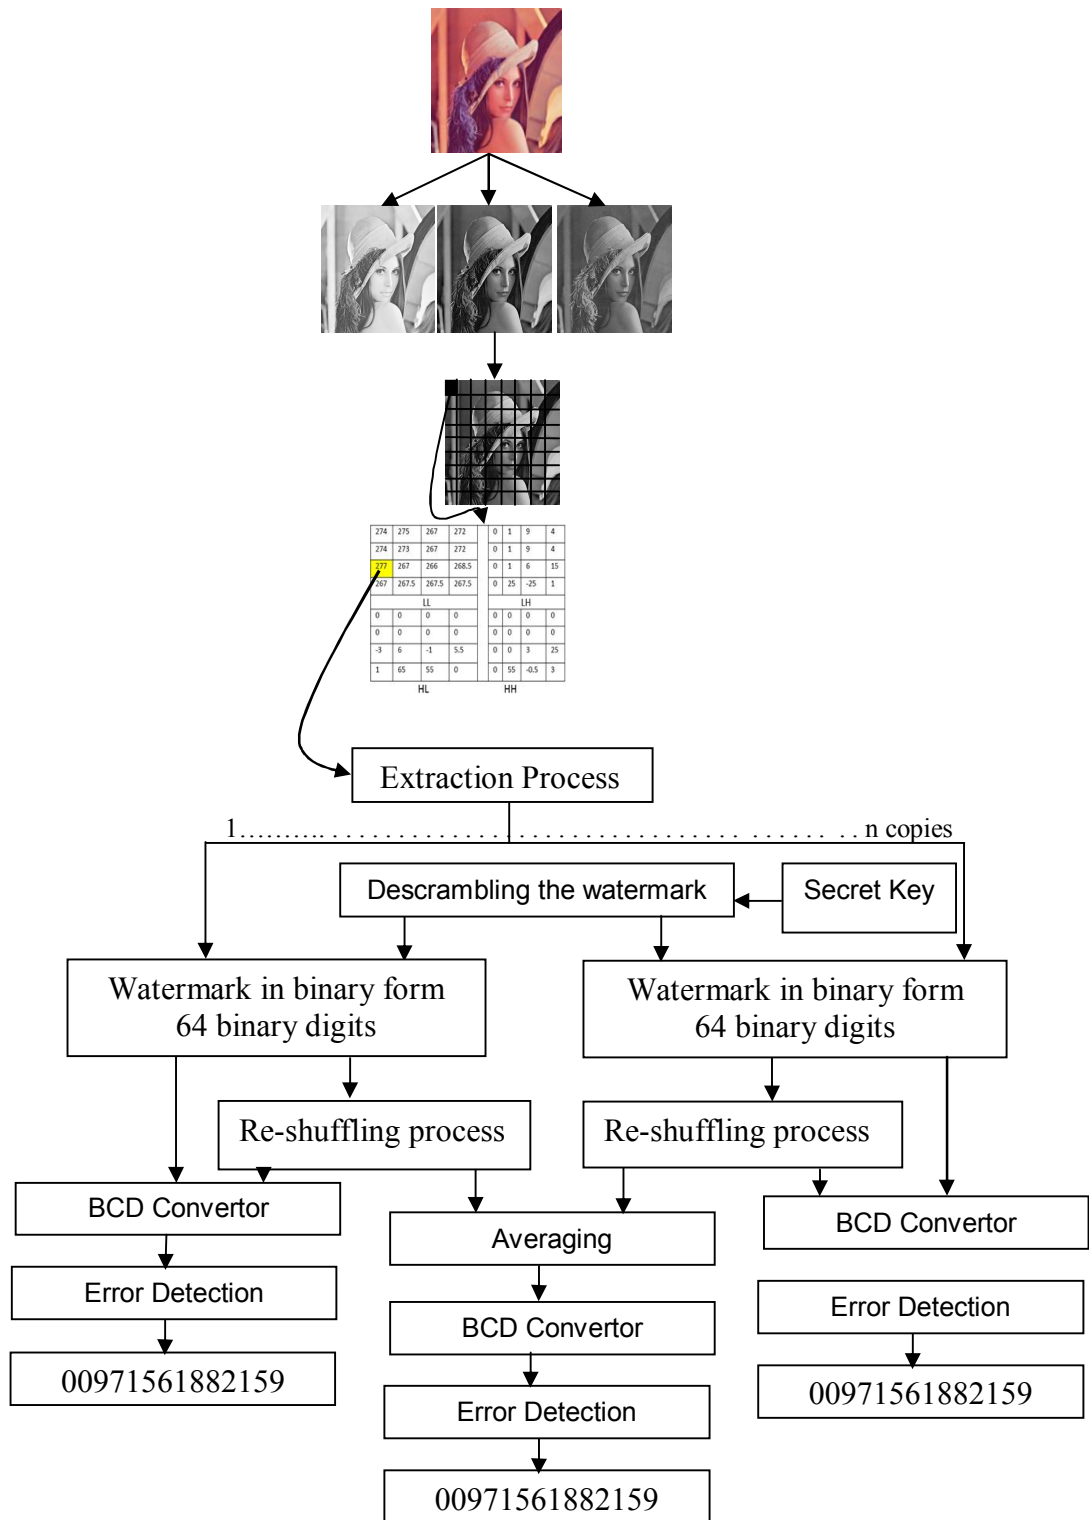 274 275 267 272 0 1 9 4
274 273 267 272 0 1 9 4
277 267 266 268.5 0 1 6 15
267 267.5 267.5 267.5 0 25 -25 1
LL LH
0 0 0 0 0 0 0 0
0 0 0 0 0 0 0 0
-3 6 -1 5.5 0 0 3 25
1 65 55 0 0 55 -0.5 3
HL HH
Extraction Process
1.......... . . . . . . . . . . . . . . . . . . . . . . . . . . . . . . . . . . . . . . n copies
Descrambling the watermark
Secret Key
Watermark in binary form
64 binary digits
Watermark in binary form
64 binary digits
Re-shuffling process
Re-shuffling process
BCD Convertor
Averaging
BCD Convertor
Error Detection
BCD Convertor
Error Detection
00971561882159
Error Detection
00971561882159
00971561882159